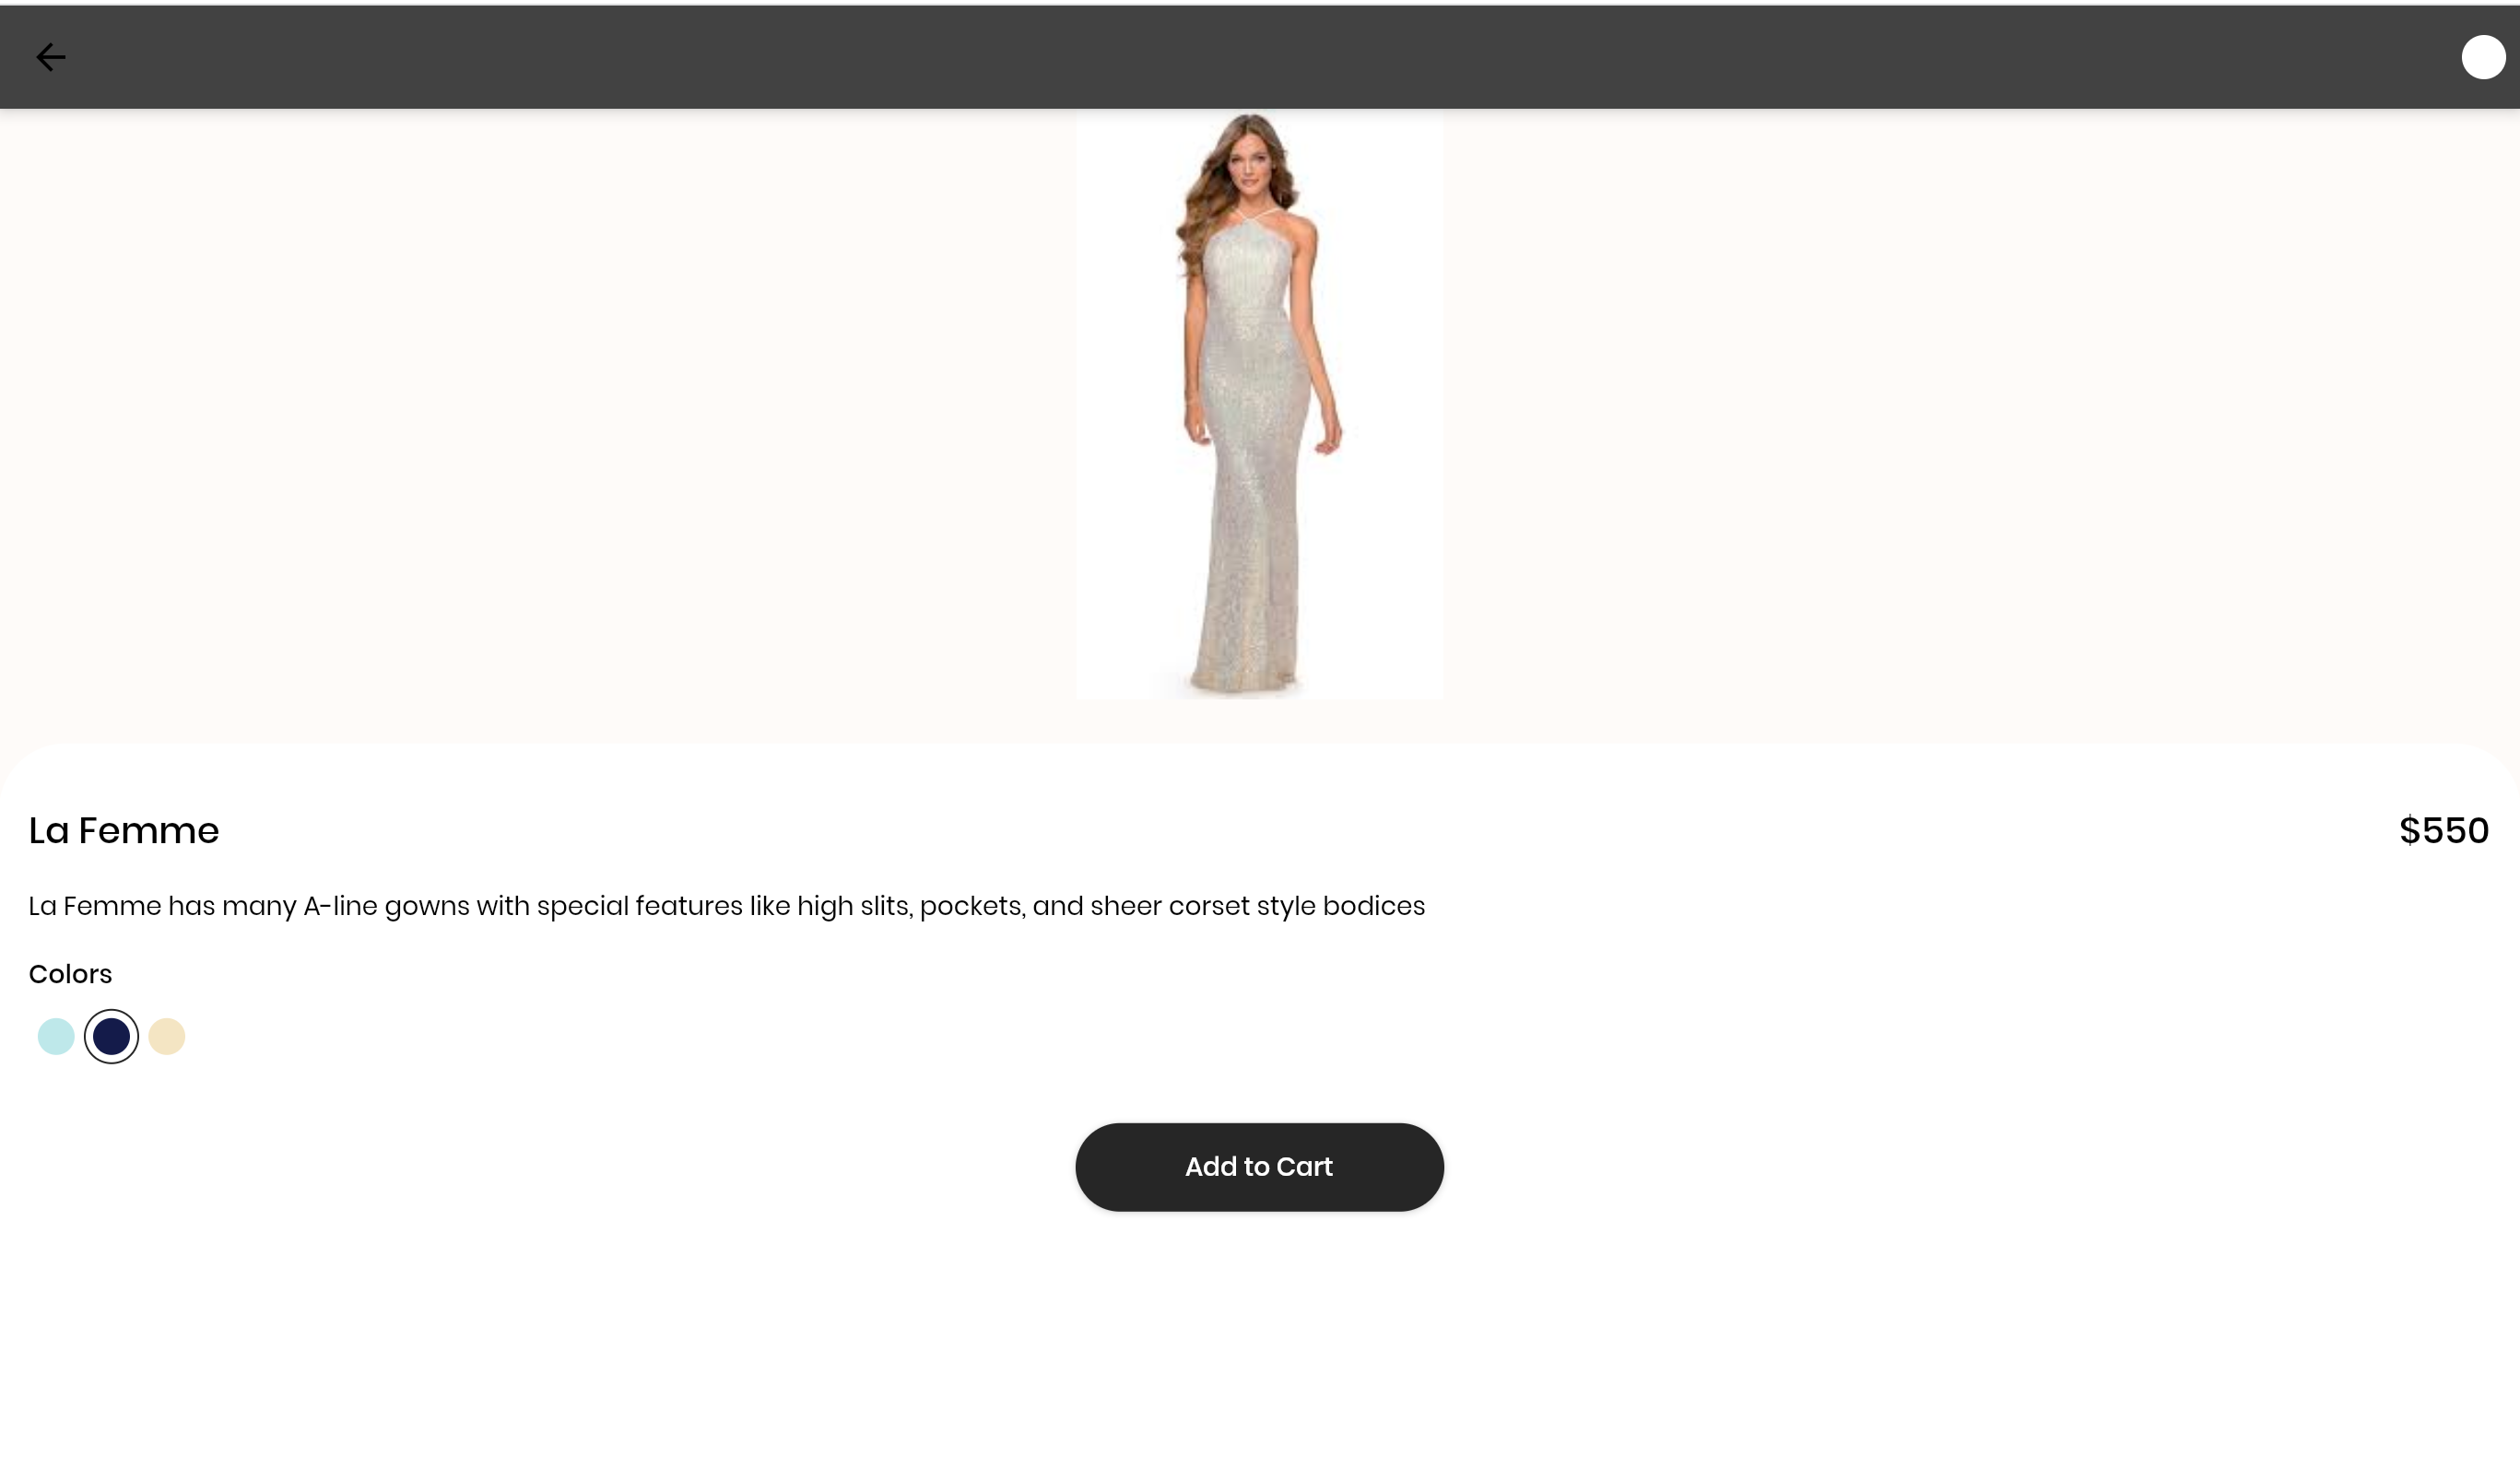 La Femme
$550
La Femme has many A-line gowns with special features like high slits, pockets, and sheer corset style bodices
Colors
Add to Cart